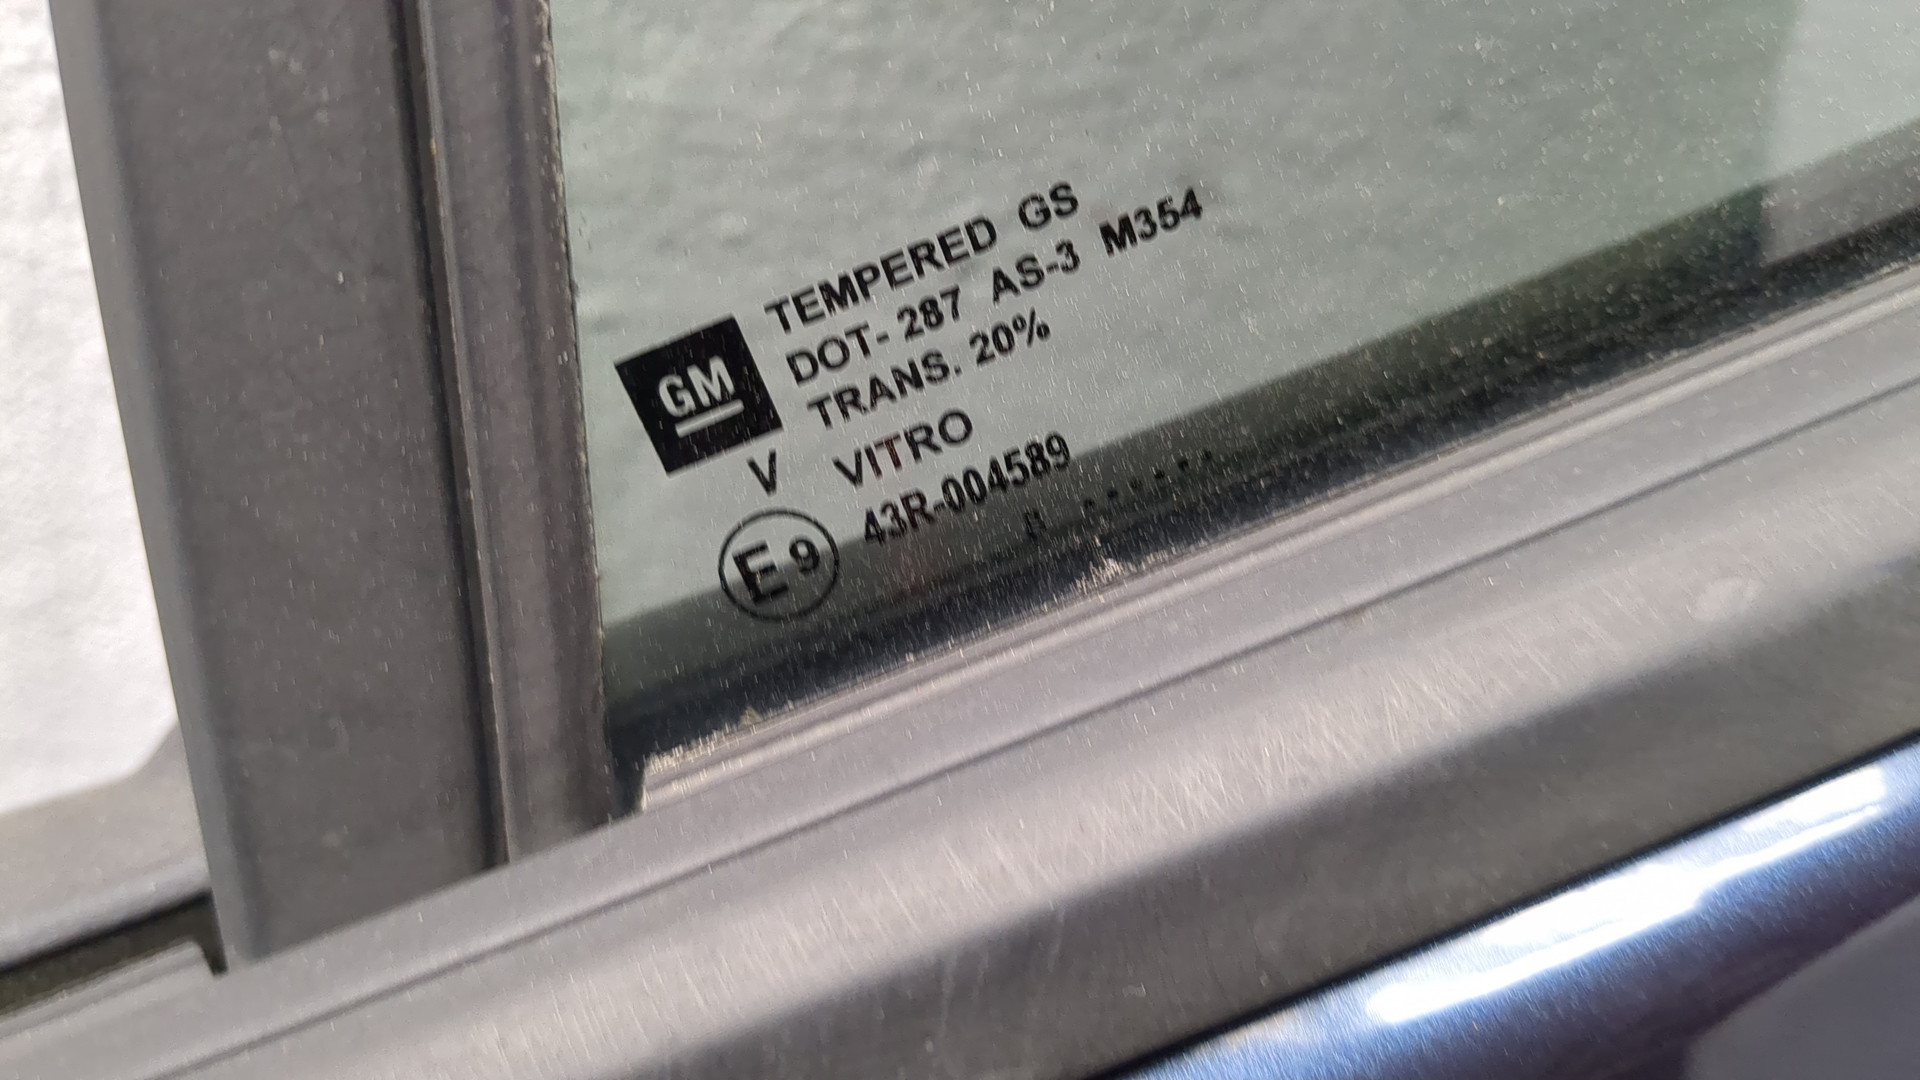 TEMPERED GS
DOT-287 AS-3 M354
GM
TRANS. 20%
V VITRO
E9 43R-004589